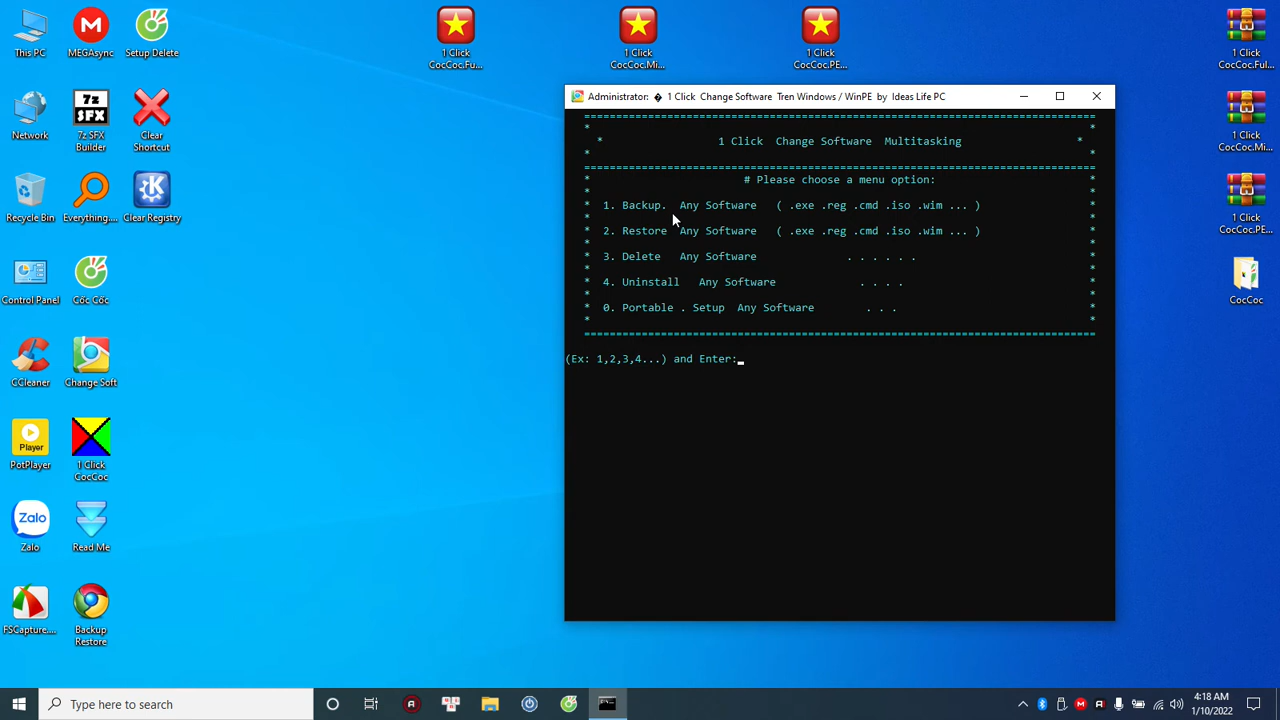 This PC
MEGAsync
Setup Delete
1 Click
CocCoc.Fu...
1 Click
CocCoc.Mi...
1 Click
CocCoc.PE...
1 Click
CocCoc.Ful...
Network
7z SFX
Builder
Clear
Shortcut
1 Click
CocCoc.Mi...
Recycle Bin
Everything...
Clear Registry
1 Click
CocCoc.PE...
Control Panel
Cốc Cốc
CocCoc
CCleaner
Change Soft
Player
PotPlayer
1 Click
CocCoc
Zalo
Zalo
Read Me
FSCapture....
Backup
Restore
Administrator: � 1 Click Change Software Tren Windows / WinPE by Ideas Life PC
================================================================================
* *
* 1 Click Change Software Multitasking *
* *
================================================================================
* # Please choose a menu option: *
* *
* 1. Backup. Any Software ( .exe .reg .cmd .iso .wim ... ) *
* *
* 2. Restore Any Software ( .exe .reg .cmd .iso .wim ... ) *
* *
* 3. Delete Any Software . . . . . . *
* *
* 4. Uninstall Any Software . . . . *
* *
* 0. Portable . Setup Any Software . . . *
* *
================================================================================
(Ex: 1,2,3,4...) and Enter:
Type here to search
4:18 AM
1/10/2022